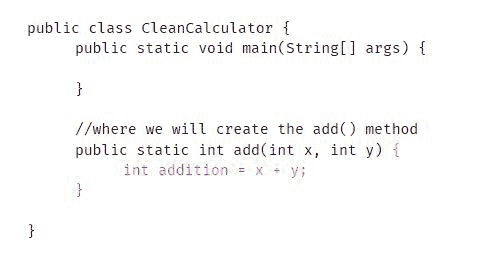 public class CleanCalculator {
public static void main(String[] args) {
}
//where we will create the add() method
public static int add(int x, int y) {
int addition = x + y;
}
}